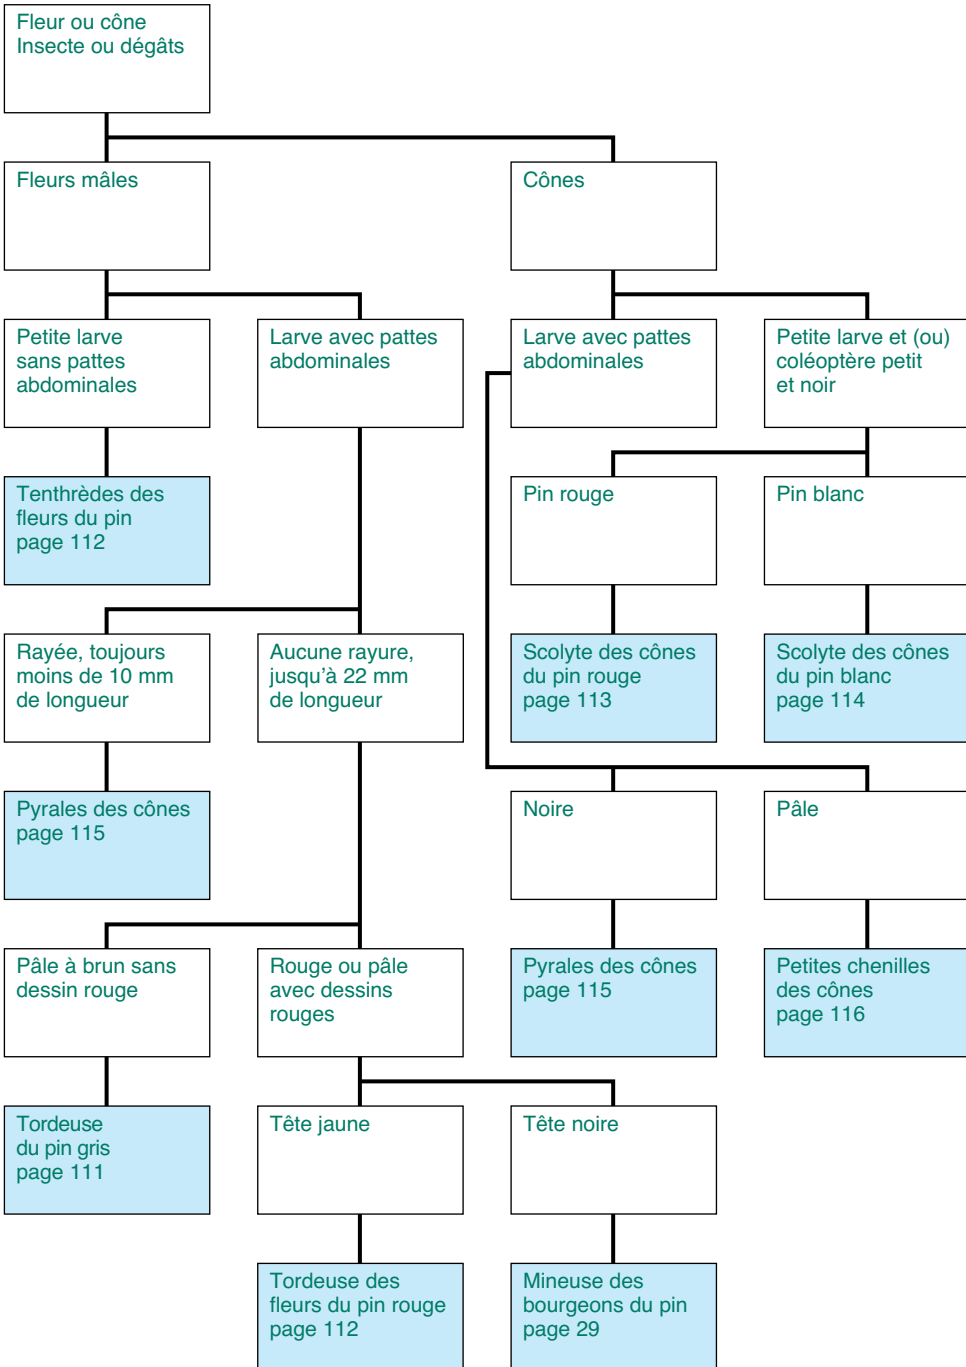 Fleur ou cône
Insecte ou dégâts
Fleurs mâles
Cônes
Petite larve
sans pattes
abdominales
Larve avec pattes
abdominales
Larve avec pattes
abdominales
Petite larve et (ou)
coléoptère petit
et noir
Tenthrèdes des
fleurs du pin
page 112
Pin rouge
Pin blanc
Rayée, toujours
moins de 10 mm
de longueur
Aucune rayure,
jusqu'à 22 mm
de longueur
Scolyte des cônes
du pin rouge
page 113
Scolyte des cônes
du pin blanc
page 114
Pyrales des cônes
page 115
Noire
Pâle
Pâle à brun sans
dessin rouge
Rouge ou pâle
avec dessins
rouges
Pyrales des cônes
page 115
Petites chenilles
des cônes
page 116
Tordeuse
du pin gris
page 111
Tête jaune
Tête noire
Tordeuse des
fleurs du pin rouge
page 112
Mineuse des
bourgeons du pin
page 29